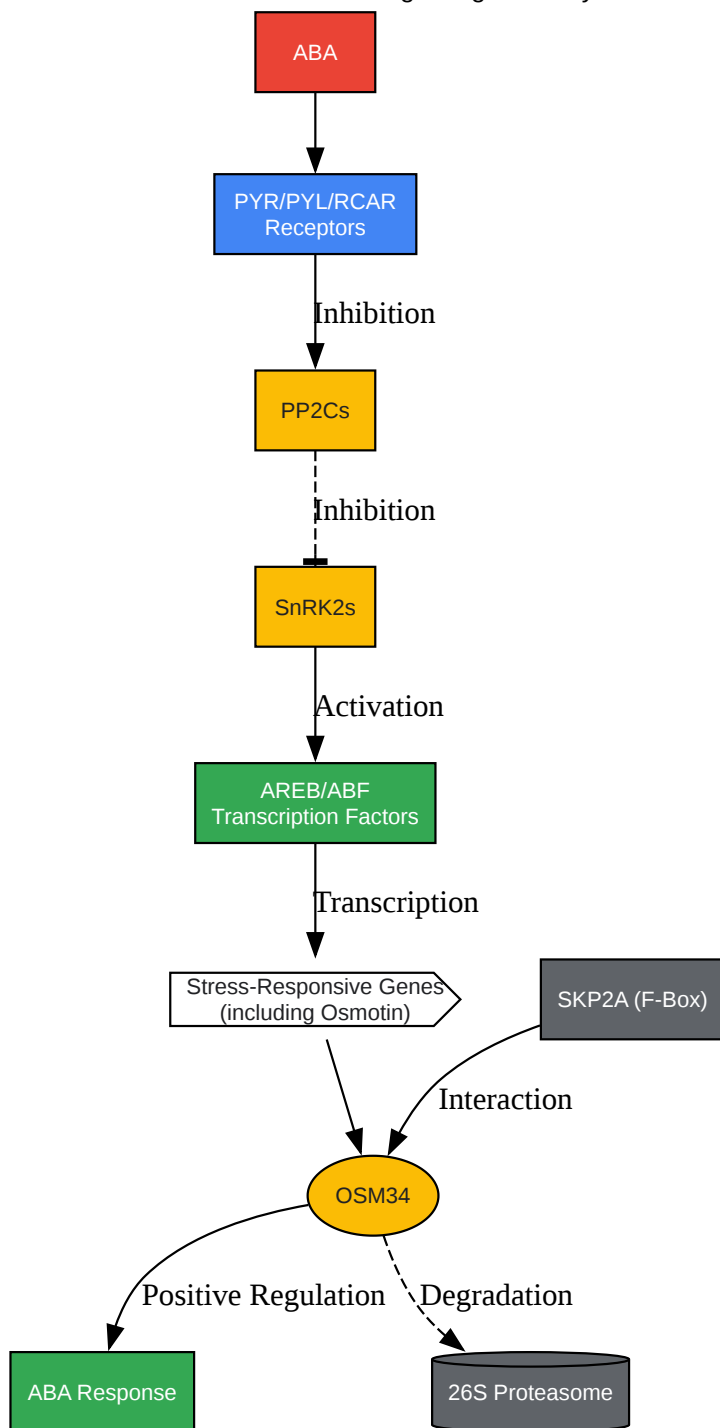 ABA
PYR/PYL/RCAR
Receptors
Inhibition
PP2Cs
Inhibition
SnRK2s
Activation
AREB/ABF
Transcription Factors
Transcription
Stress-Responsive Genes
(including Osmotin)
SKP2A (F-Box)
Interaction
OSM34
Positive Regulation
Degradation
ABA Response
26S Proteasome